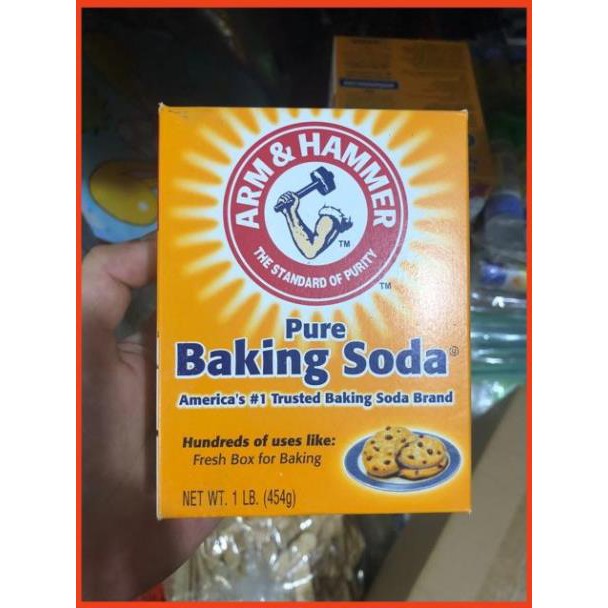 ARM & HAMMER
TM
THE STANDARD OF PURITY
TM
Pure
Baking Soda
America's #1 Trusted Baking Soda Brand
Hundreds of uses like:
Fresh Box for Baking
NET WT. 1 LB. (454g)